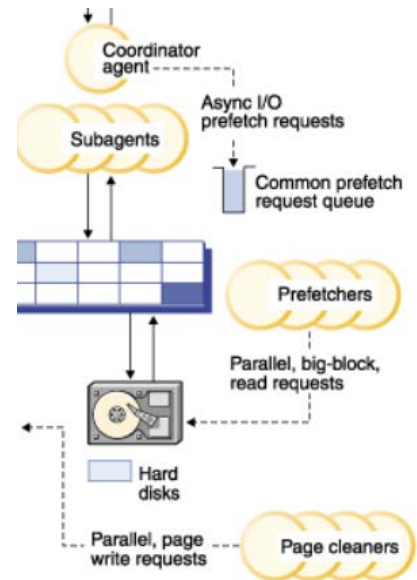 Coordinator
agent
Async I/O
prefetch requests
Subagents
Common prefetch
request queue
Prefetchers
Parallel, big-block,
read requests
Hard
disks
Parallel, page
write requests
Page cleaners